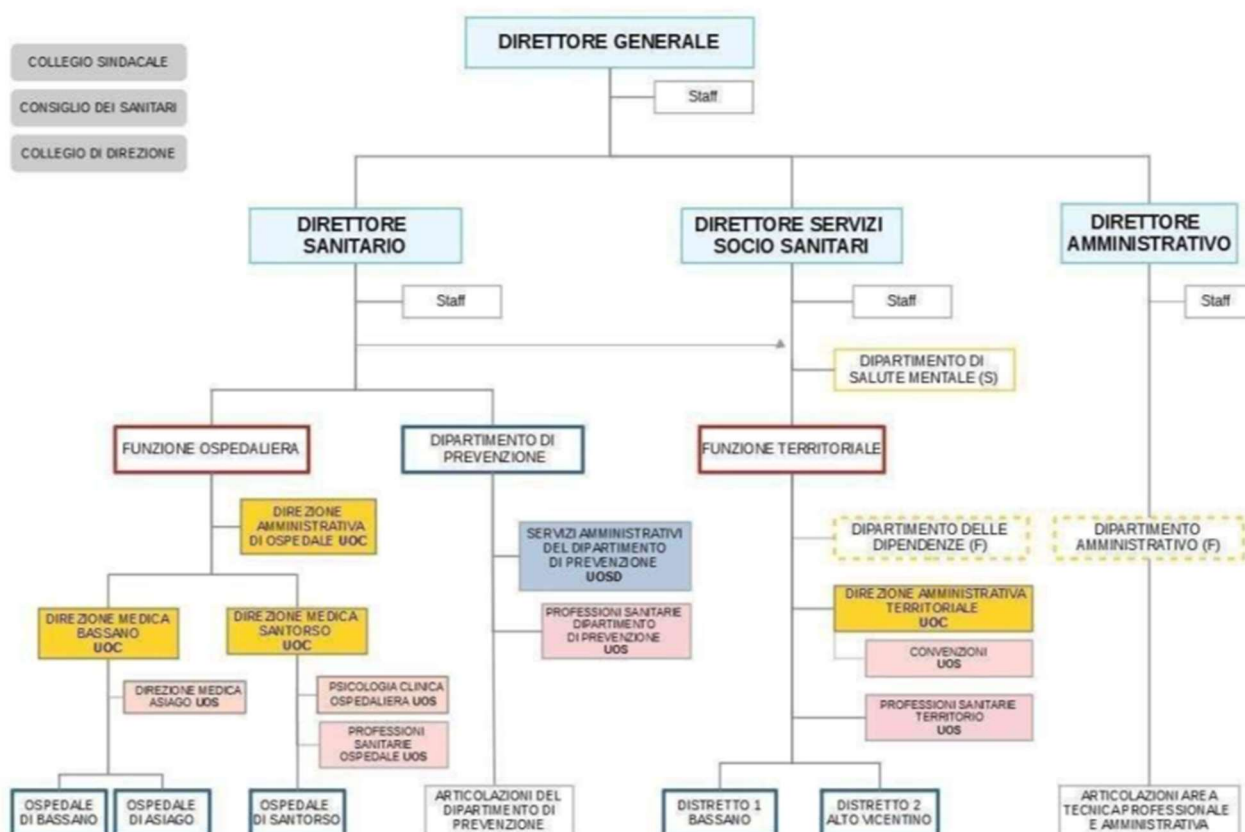 DIRETTORE GENERALE
COLLEGIO SINDACALE
CONSIGLIO DEI SANITARI
COLLEGIO DI DIREZIONE
Staff
DIRETTORE
SANITARIO
DIRETTORE SERVIZI
SOCIO SANITARI
DIRETTORE
AMMINISTRATIVO
Staff
Staff
Staff
DIPARTIMENTO DI
SALUTE MENTALE (S)
FUNZIONE OSPEDALIERA
DIPARTIMENTO DI
PREVENZIONE
FUNZIONE TERRITORIALE
DIREZIONE
AMMINISTRATIVA
DI OSPEDALE UOC
SERVIZI AMMINISTRATIVI
DEL DIPARTIMENTO
DI PREVENZIONE
UOSD
DIPARTIMENTO DELLE
DIPENDENZE (F)
DIPARTIMENTO
AMMINISTRATIVO (F)
DIREZIONE MEDICA
BASSANO
UOC
DIREZIONE MEDICA
SANTORSO
UOC
PROFESSIONI SANITARIE
DIPARTIMENTO
DI PREVENZIONE
UOS
DIREZIONE AMMINISTRATIVA
TERRITORIALE
UOC
CONVENZIONI
UOS
DIREZIONE MEDICA
ASIAGO UOS
PSICOLOGIA CLINICA
OSPEDALIERA UOS
PROFESSIONI
SANITARIE
OSPEDALE UOS
PROFESSIONI SANITARIE
TERRITORIO
UOS
OSPEDALE
DI BASSANO
OSPEDALE
DI ASIAGO
OSPEDALE
DI SANTORSO
ARTICOLAZIONI DEL
DIPARTIMENTO DI
PREVENZIONE
DISTRETTO 1
BASSANO
DISTRETTO 2
ALTO VICENTINO
ARTICOLAZIONI AREA
TECNICA PROFESSIONALE
E AMMINISTRATIVA